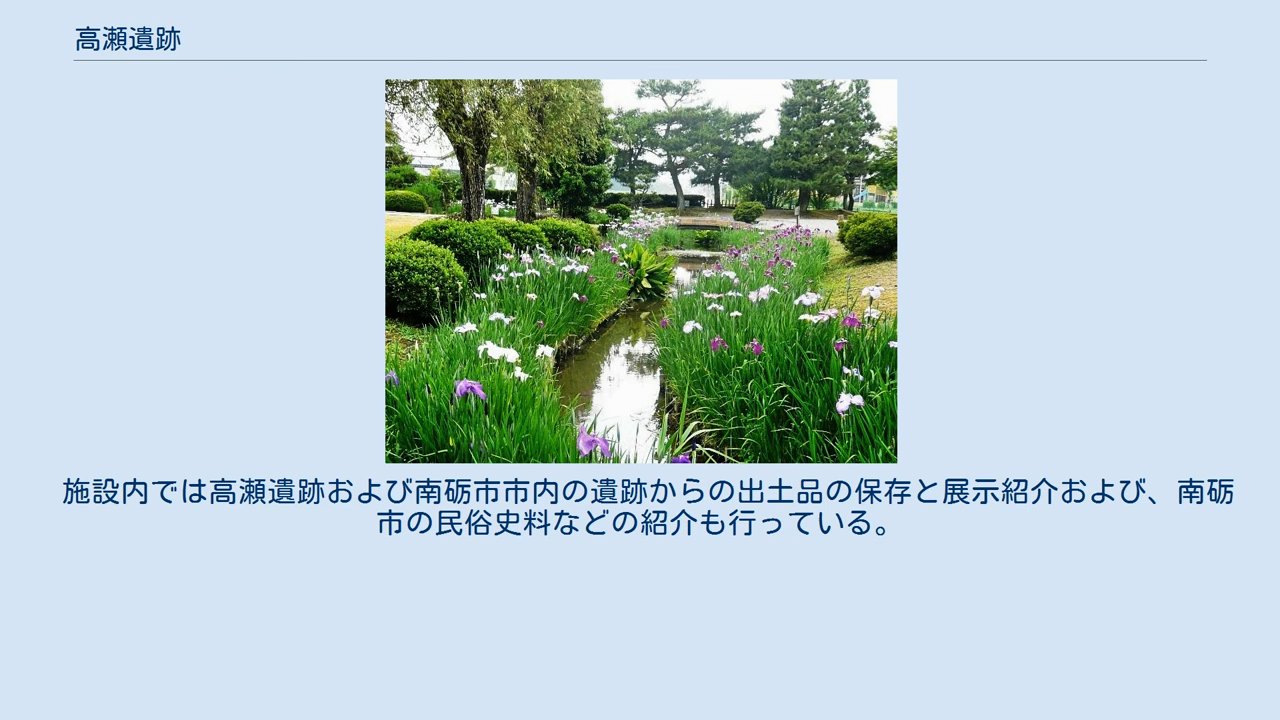 高瀬遺跡
施設内では高瀬遺跡および南砺市市内の遺跡からの出土品の保存と展示紹介および、南砺
市の民俗史料などの紹介も行っている。